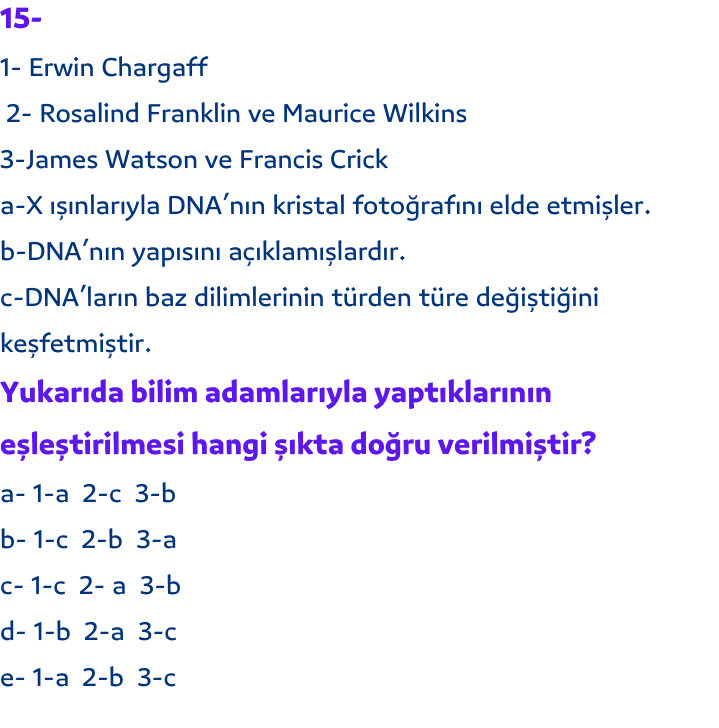 15-
1- Erwin Chargaff
2- Rosalind Franklin ve Maurice Wilkins
3-James Watson ve Francis Crick
a-X ışınlarıyla DNA’nın kristal fotoğrafını elde etmişler.
b-DNA’nın yapısını açıklamışlardır.
c-DNA’ların baz dilimlerinin türden türe değiştiğini
keşfetmiştir.
Yukarıda bilim adamlarıyla yaptıklarının
eşleştirilmesi hangi şıkta doğru verilmiştir?
a- 1-a 2-c 3-b
b- 1-c 2-b 3-a
c- 1-c 2- a 3-b
d- 1-b 2-a 3-c
e- 1-a 2-b 3-c